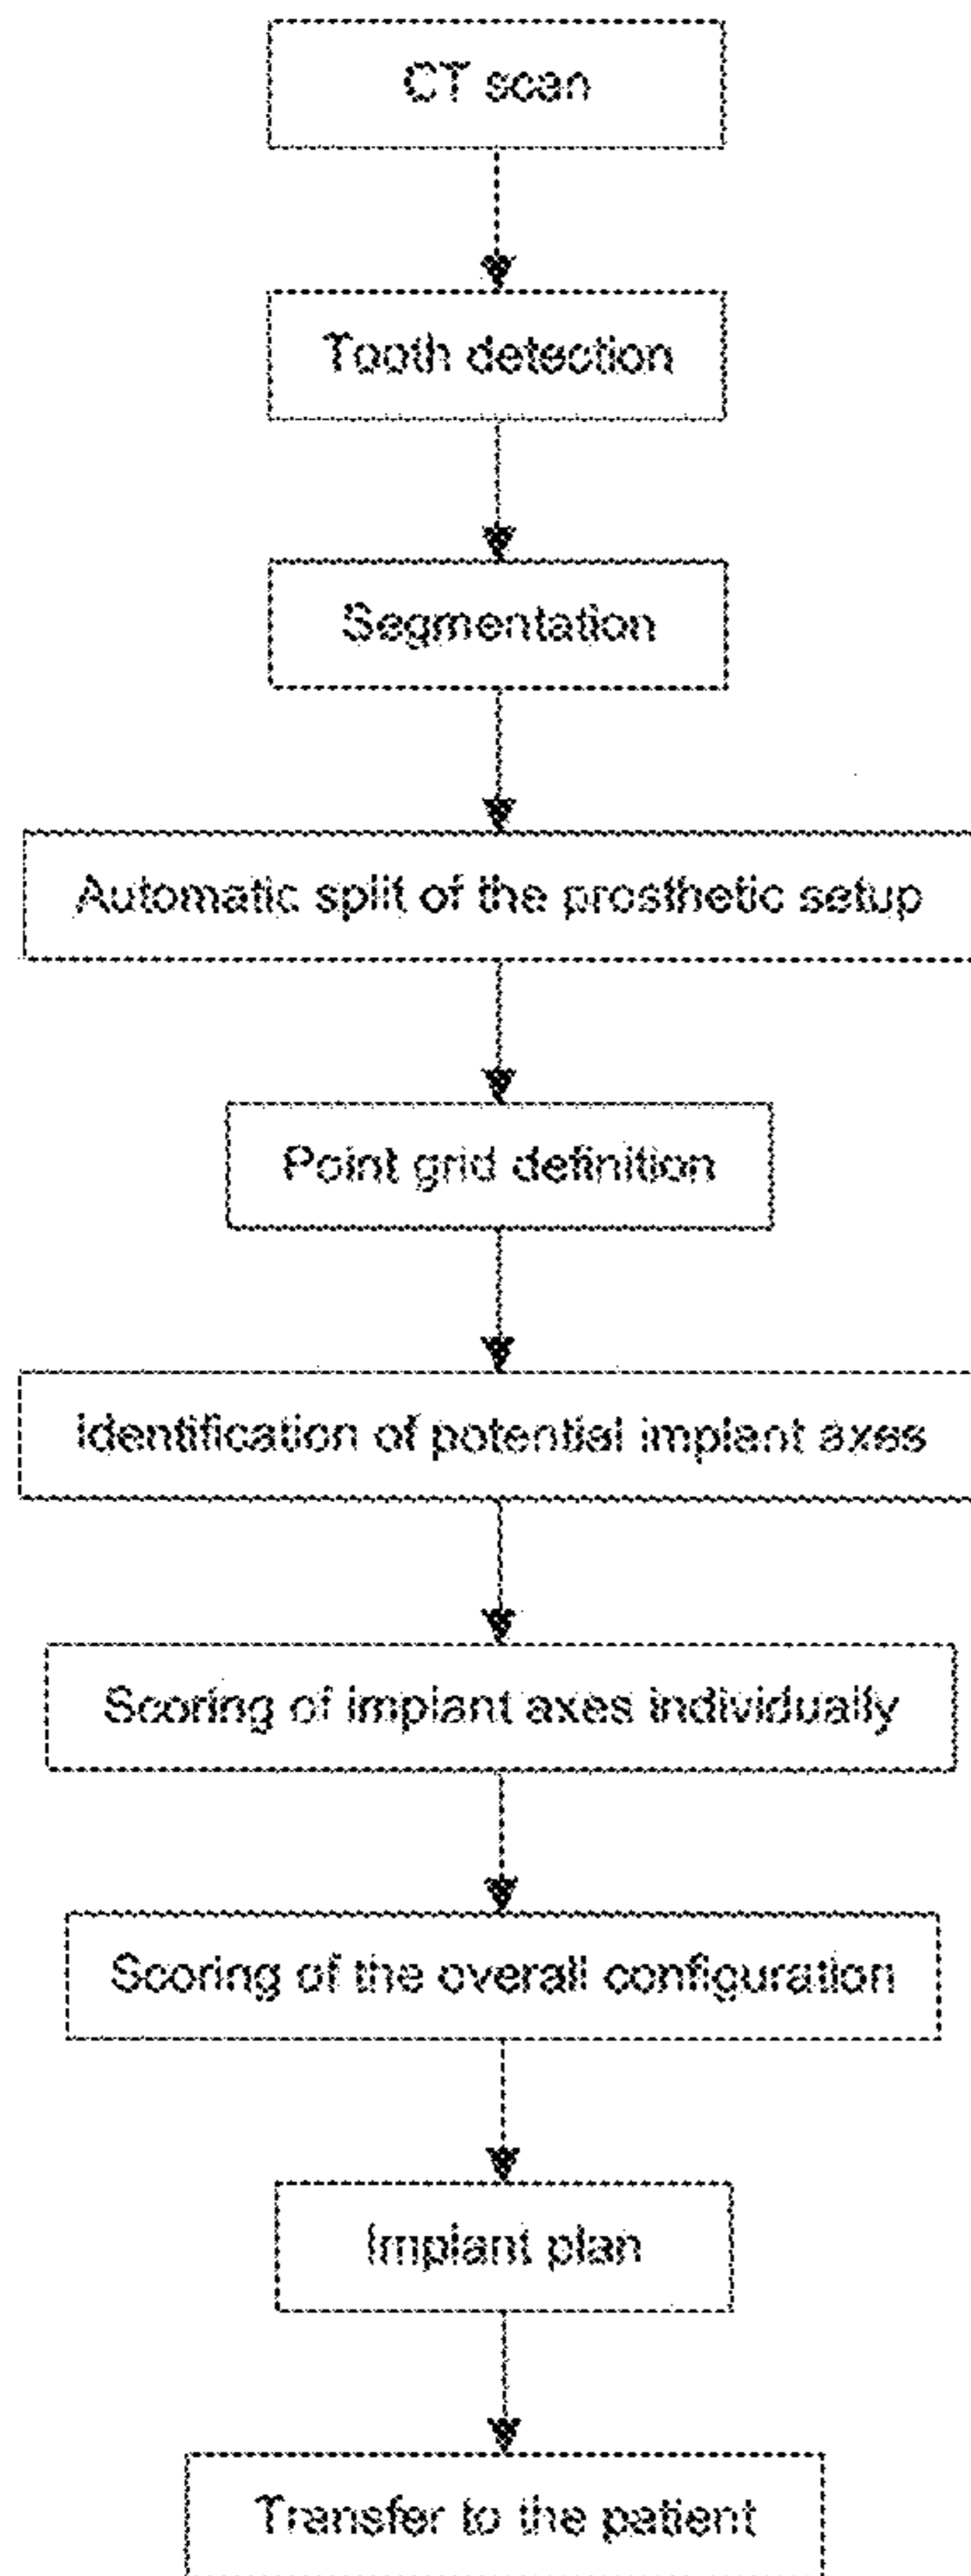 CT scan
Tooth detection
Segmentation
Automatic split of the prosthetic setup
Point grid definition
Identification of potential implant axes
Scoring of implant axes individually
Scoring of the overall configuration
Implant plan
Transfer to the patient